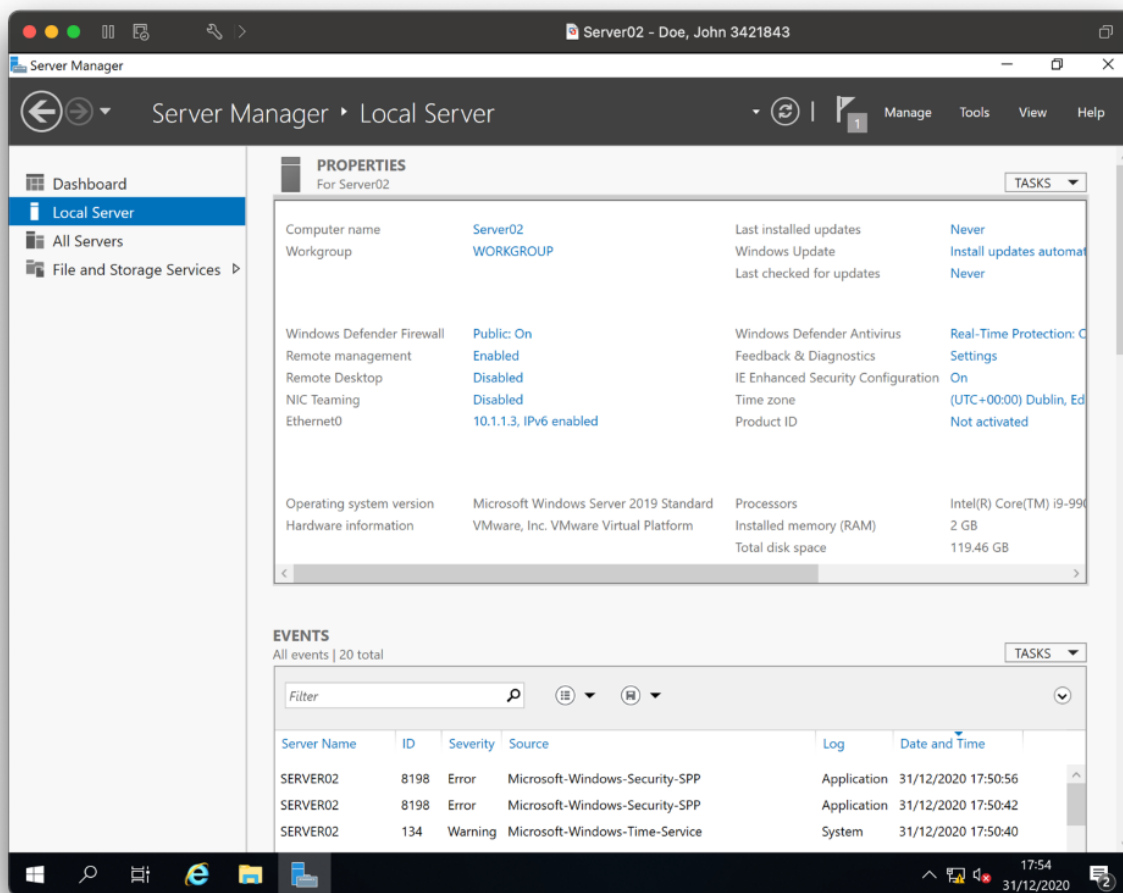 Server02 - Doe, John 3421843
Server Manager
Server Manager ‣ Local Server
1
Manage
Tools
View
Help
Dashboard
Local Server
All Servers
File and Storage Services
PROPERTIES
For Server02
TASKS
Computer name Server02
Workgroup WORKGROUP
Last installed updates Never
Windows Update Install updates automat
Last checked for updates Never
Windows Defender Firewall Public: On
Remote management Enabled
Remote Desktop Disabled
NIC Teaming Disabled
Ethernet0 10.1.1.3, IPv6 enabled
Windows Defender Antivirus Real-Time Protection:
Feedback & Diagnostics Settings
IE Enhanced Security Configuration On
Time zone (UTC+00:00) Dublin, Ed
Product ID Not activated
Operating system version Microsoft Windows Server 2019 Standard
Hardware information VMware, Inc. VMware Virtual Platform
Processors Intel(R) Core(TM) i9-990
Installed memory (RAM) 2 GB
Total disk space 119.46 GB
EVENTS
All events | 20 total
TASKS
Filter
Server Name ID Severity Source Log Date and Time
SERVER02 8198 Error Microsoft-Windows-Security-SPP Application 31/12/2020 17:50:56
SERVER02 8198 Error Microsoft-Windows-Security-SPP Application 31/12/2020 17:50:42
SERVER02 134 Warning Microsoft-Windows-Time-Service System 31/12/2020 17:50:40
17:54
31/12/2020
2